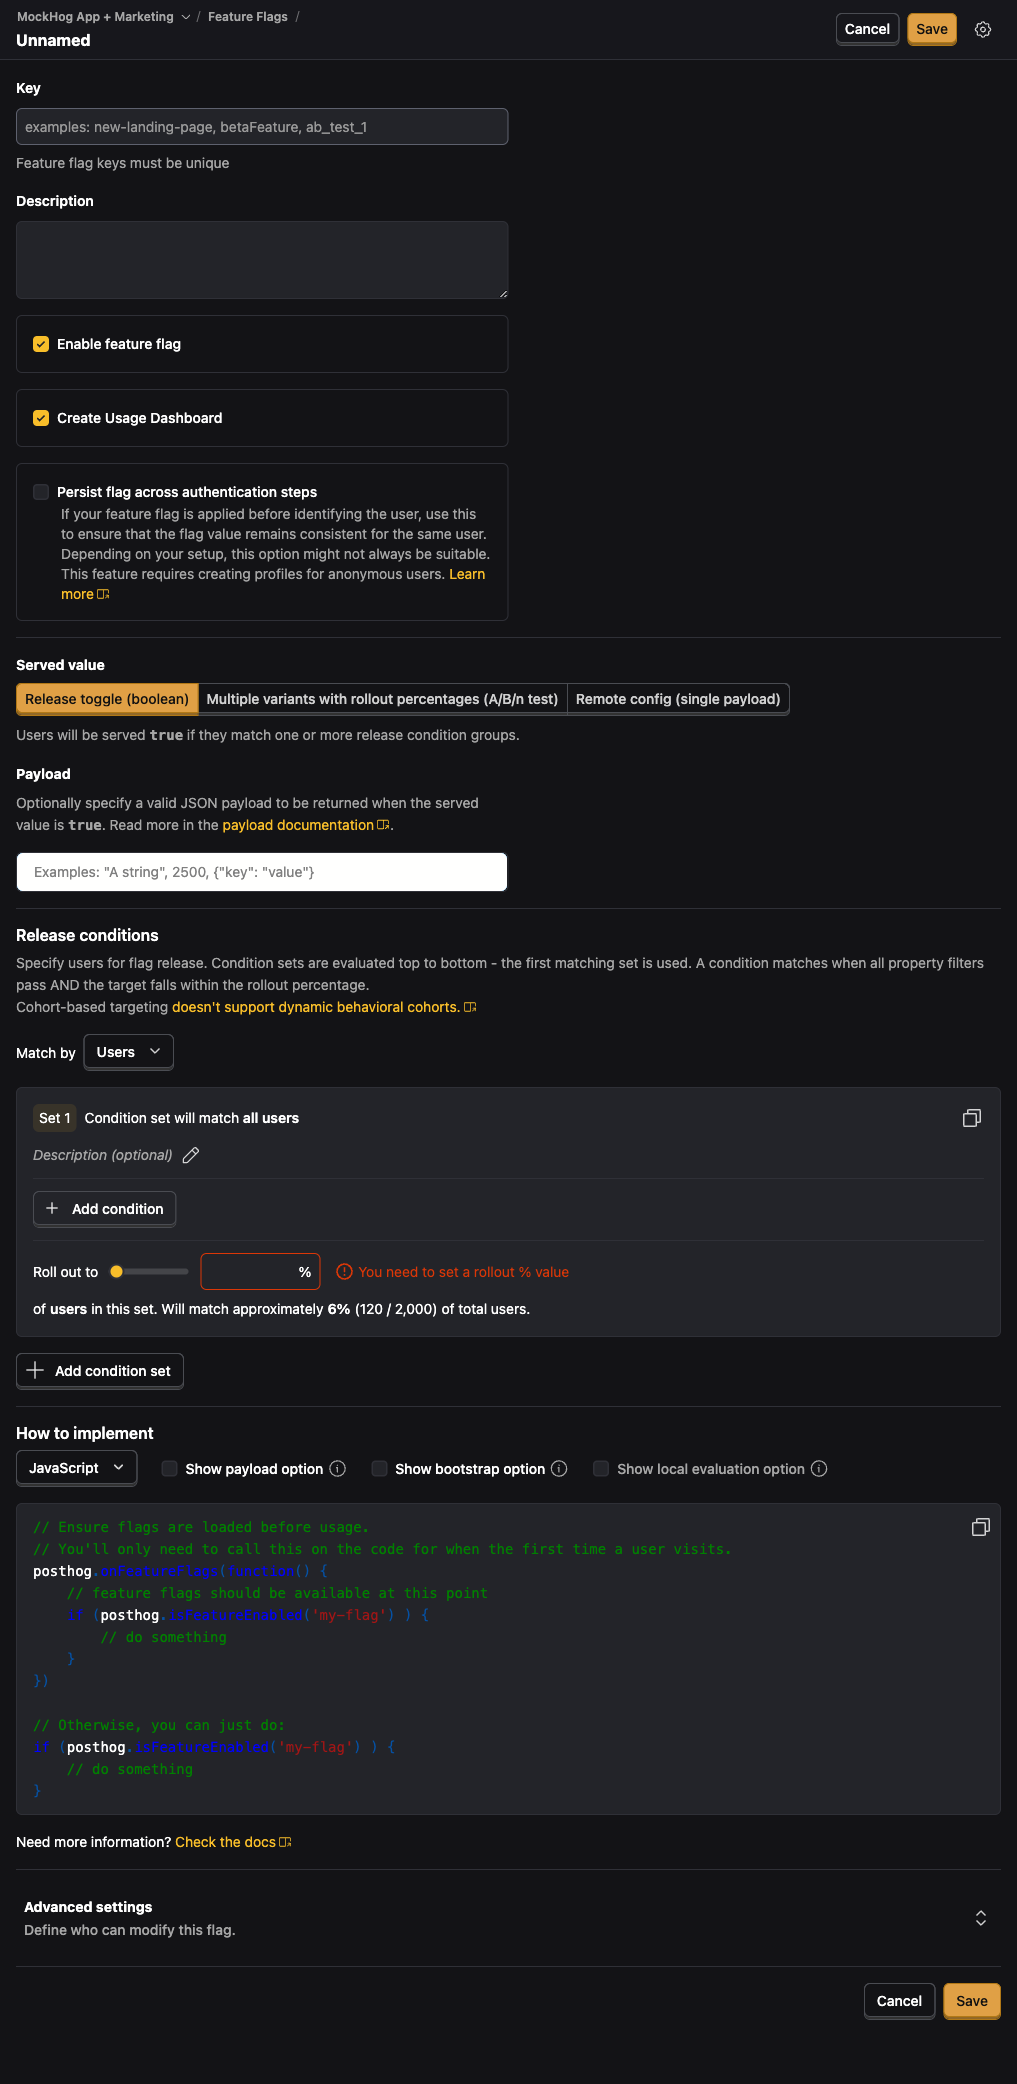 MockHog App + Marketing / Feature Flags /
Unnamed
Cancel
Save
Key
examples: new-landing-page, betaFeature, ab_test_1
Feature flag keys must be unique
Description
Enable feature flag
Create Usage Dashboard
Persist flag across authentication steps
If your feature flag is applied before identifying the user, use this
to ensure that the flag value remains consistent for the same user.
Depending on your setup, this option might not always be suitable.
This feature requires creating profiles for anonymous users. Learn
more
Served value
Release toggle (boolean)
Multiple variants with rollout percentages (A/B/n test)
Remote config (single payload)
Users will be served true if they match one or more release condition groups.
Payload
Optionally specify a valid JSON payload to be returned when the served
value is true. Read more in the payload documentation.
Examples: "A string", 2500, {"key": "value"}
Release conditions
Specify users for flag release. Condition sets are evaluated top to bottom - the first matching set is used. A condition matches when all property filters
pass AND the target falls within the rollout percentage.
Cohort-based targeting doesn't support dynamic behavioral cohorts.
Match by Users
Set 1 Condition set will match all users
Description (optional)
Add condition
Roll out to % You need to set a rollout % value
of users in this set. Will match approximately 6% (120 / 2,000) of total users.
Add condition set
How to implement
JavaScript
Show payload option
Show bootstrap option
Show local evaluation option
// Ensure flags are loaded before usage.
// You'll only need to call this on the code for when the first time a user visits.
posthog.onFeatureFlags(function() {
    // feature flags should be available at this point
    if (posthog.isFeatureEnabled('my-flag') ) {
        // do something
    }
})
// Otherwise, you can just do:
if (posthog.isFeatureEnabled('my-flag') ) {
    // do something
}
Need more information? Check the docs
Advanced settings
Define who can modify this flag.
Cancel
Save